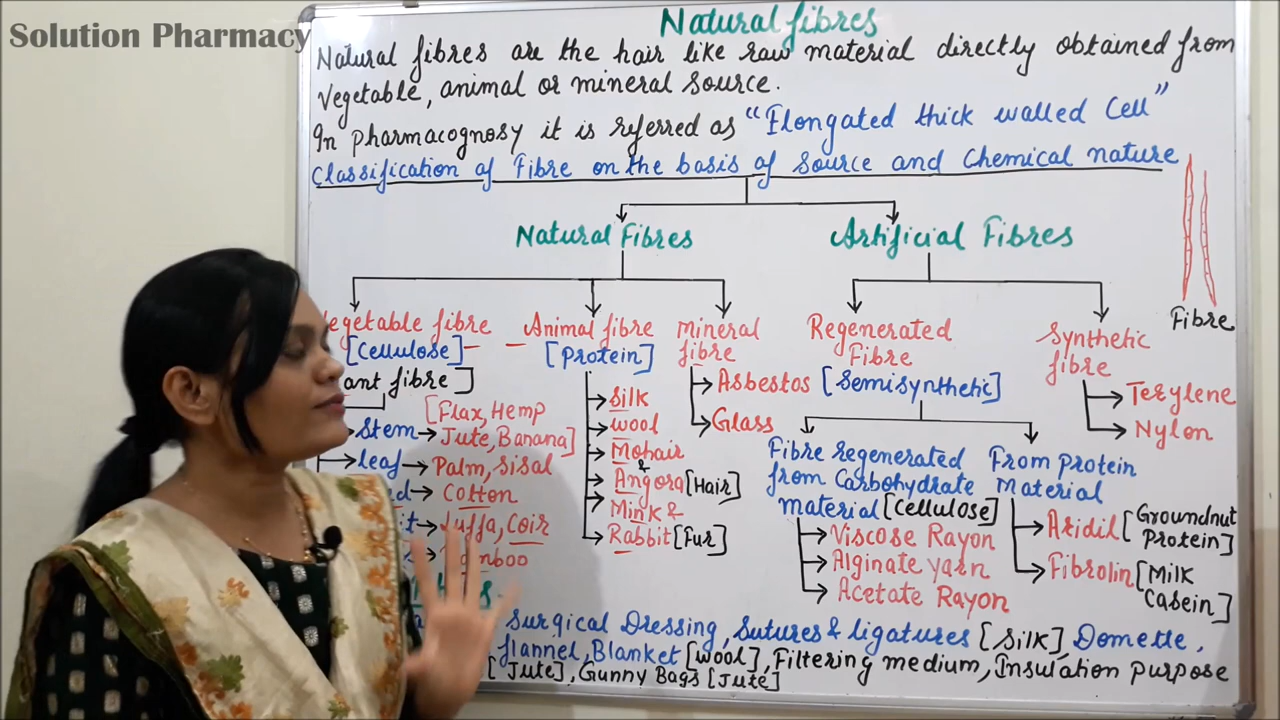 Solution Pharmacy
Natural fibres
Natural fibres are the hair like raw material directly obtained from
Vegetable, animal or mineral source.
In pharmacognosy it is referred as "Elongated thick walled Cell"
Classification of Fibre on the basis of Source and Chemical nature
Natural Fibres
Artificial Fibres
Vegetable fibre
[Cellulose]
fibre]
Stem → [Flax, Hemp
Jute, Banana]
leaf → Palm, Sisal
→ Cotton
→ Luffa, Coir
Bamboo
Animal fibre
[Protein]
Silk
wool
Mohair
&
Angora [Hair]
Mink &
Rabbit [Fur]
mineral
fibre
Asbestos
Glass
Regenerated
Fibre
[Semisynthetic]
Fibre regenerated
from Carbohydrate
material [Cellulose]
Viscose Rayon
Alginate yarn
Acetate Rayon
From protein
Material
Aridil [Groundnut
Protein]
Fibrolin [Milk
Casein]
Synthetic
fibre
Terylene
Nylon
Fibre
Surgical Dressing, Sutures & ligatures [Silk] Domette,
flannel, Blanket [wool], Filtering medium, Insulation purpose
[Jute], Gunny Bags [Jute]